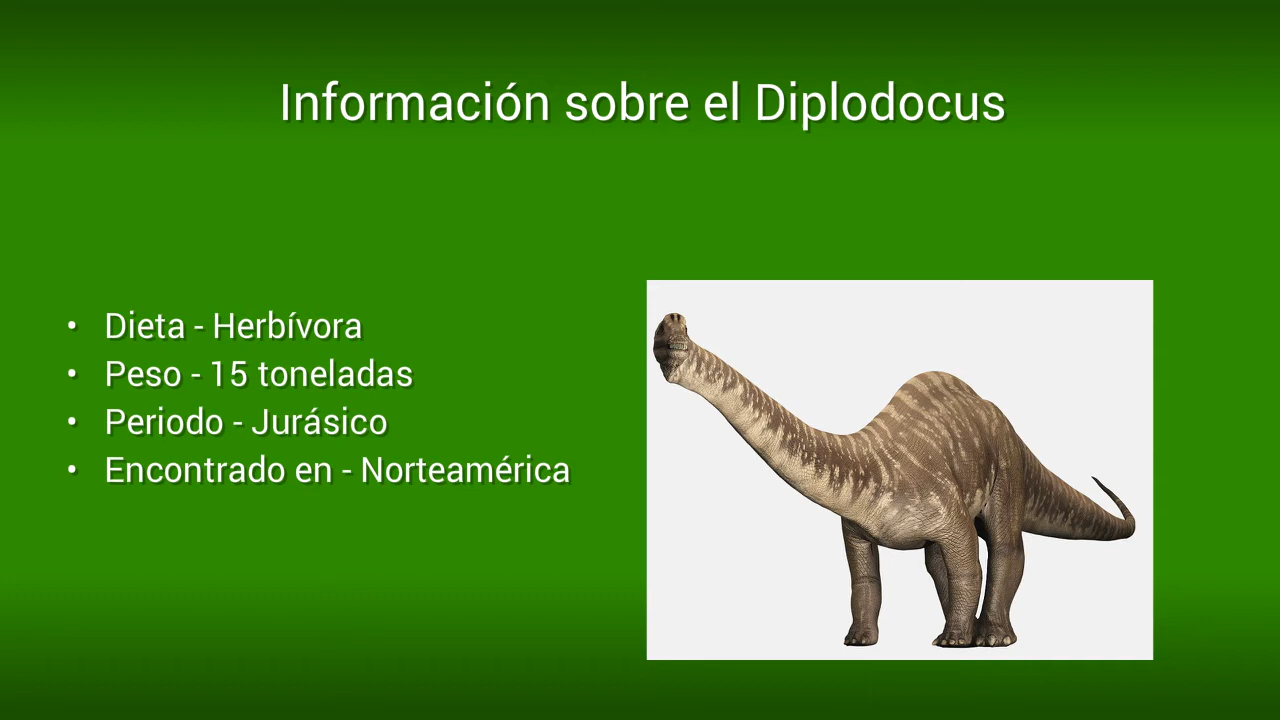 Información sobre el Diplodocus
• Dieta - Herbívora
• Peso - 15 toneladas
• Periodo - Jurásico
• Encontrado en - Norteamérica